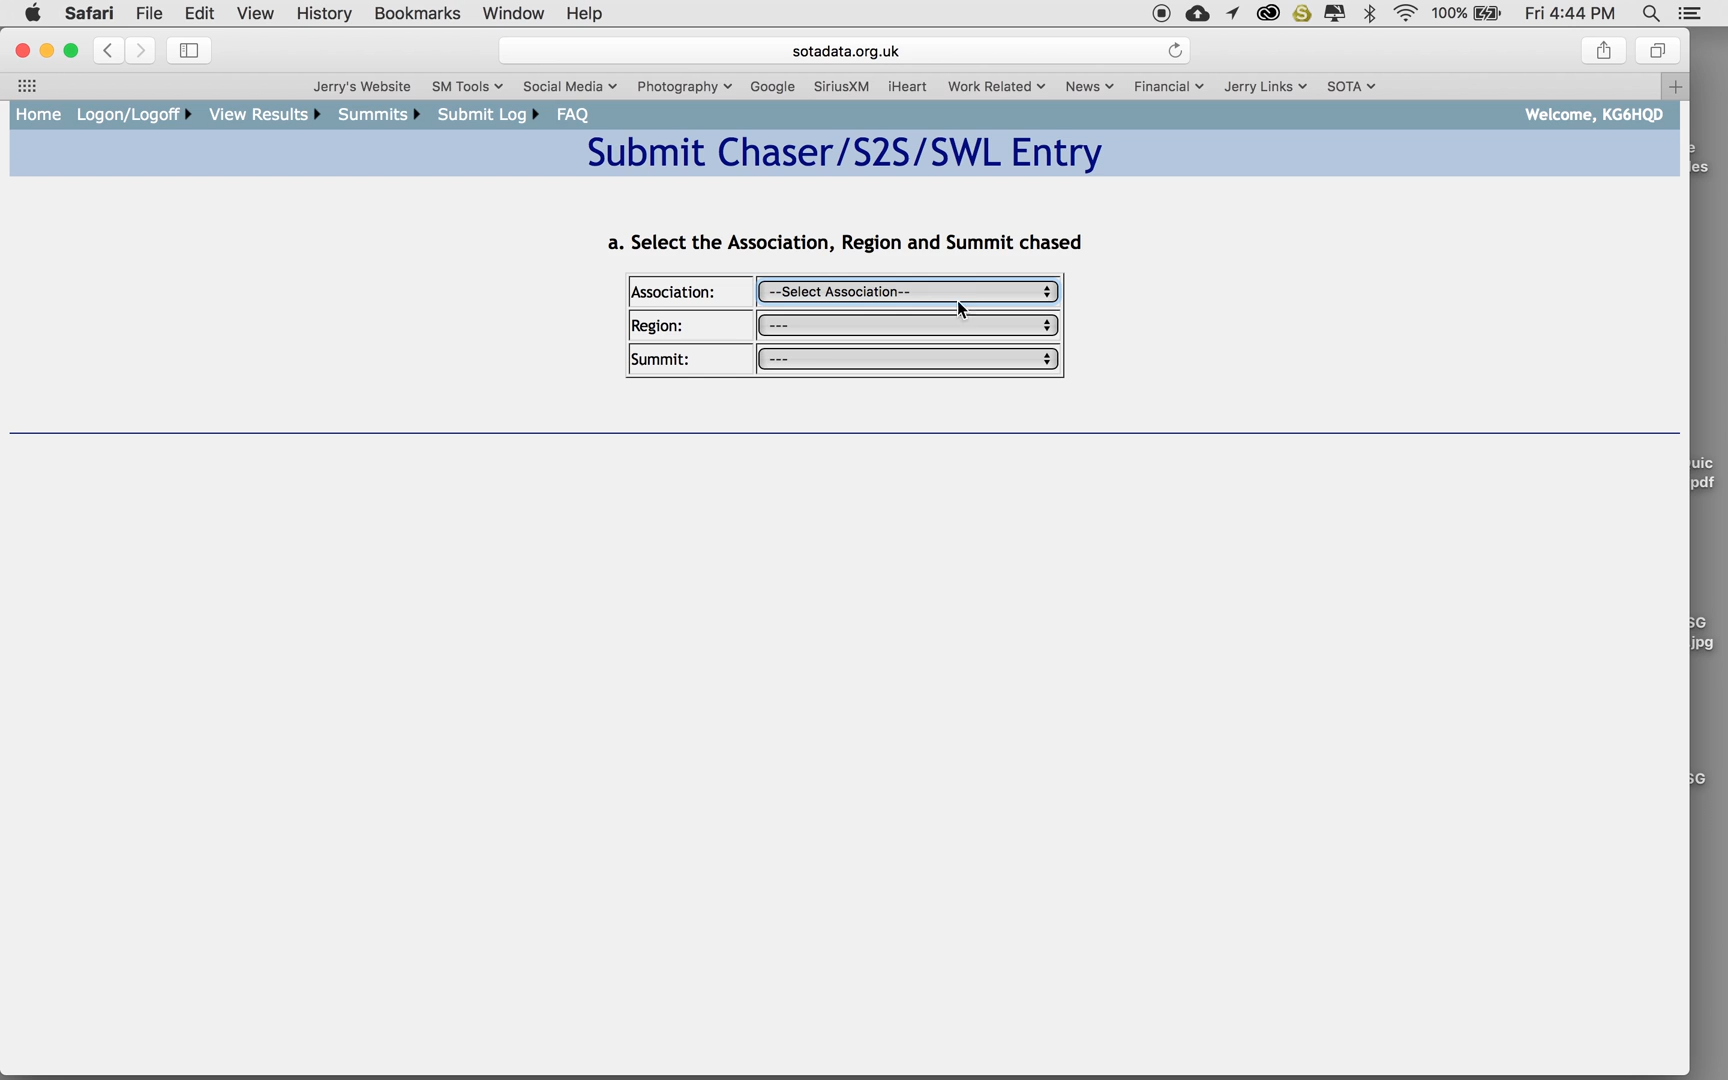 Safari File Edit View History Bookmarks Window Help 100% Fri 4:44 PM
sotadata.org.uk
Jerry's Website SM Tools Social Media Photography Google SiriusXM iHeart Work Related News Financial Jerry Links SOTA
Home Logon/Logoff View Results Summits Submit Log FAQ Welcome, KG6HQD
Submit Chaser/S2S/SWL Entry
a. Select the Association, Region and Summit chased
Association: --Select Association--
Region: ---
Summit: ---
pdf
jpg